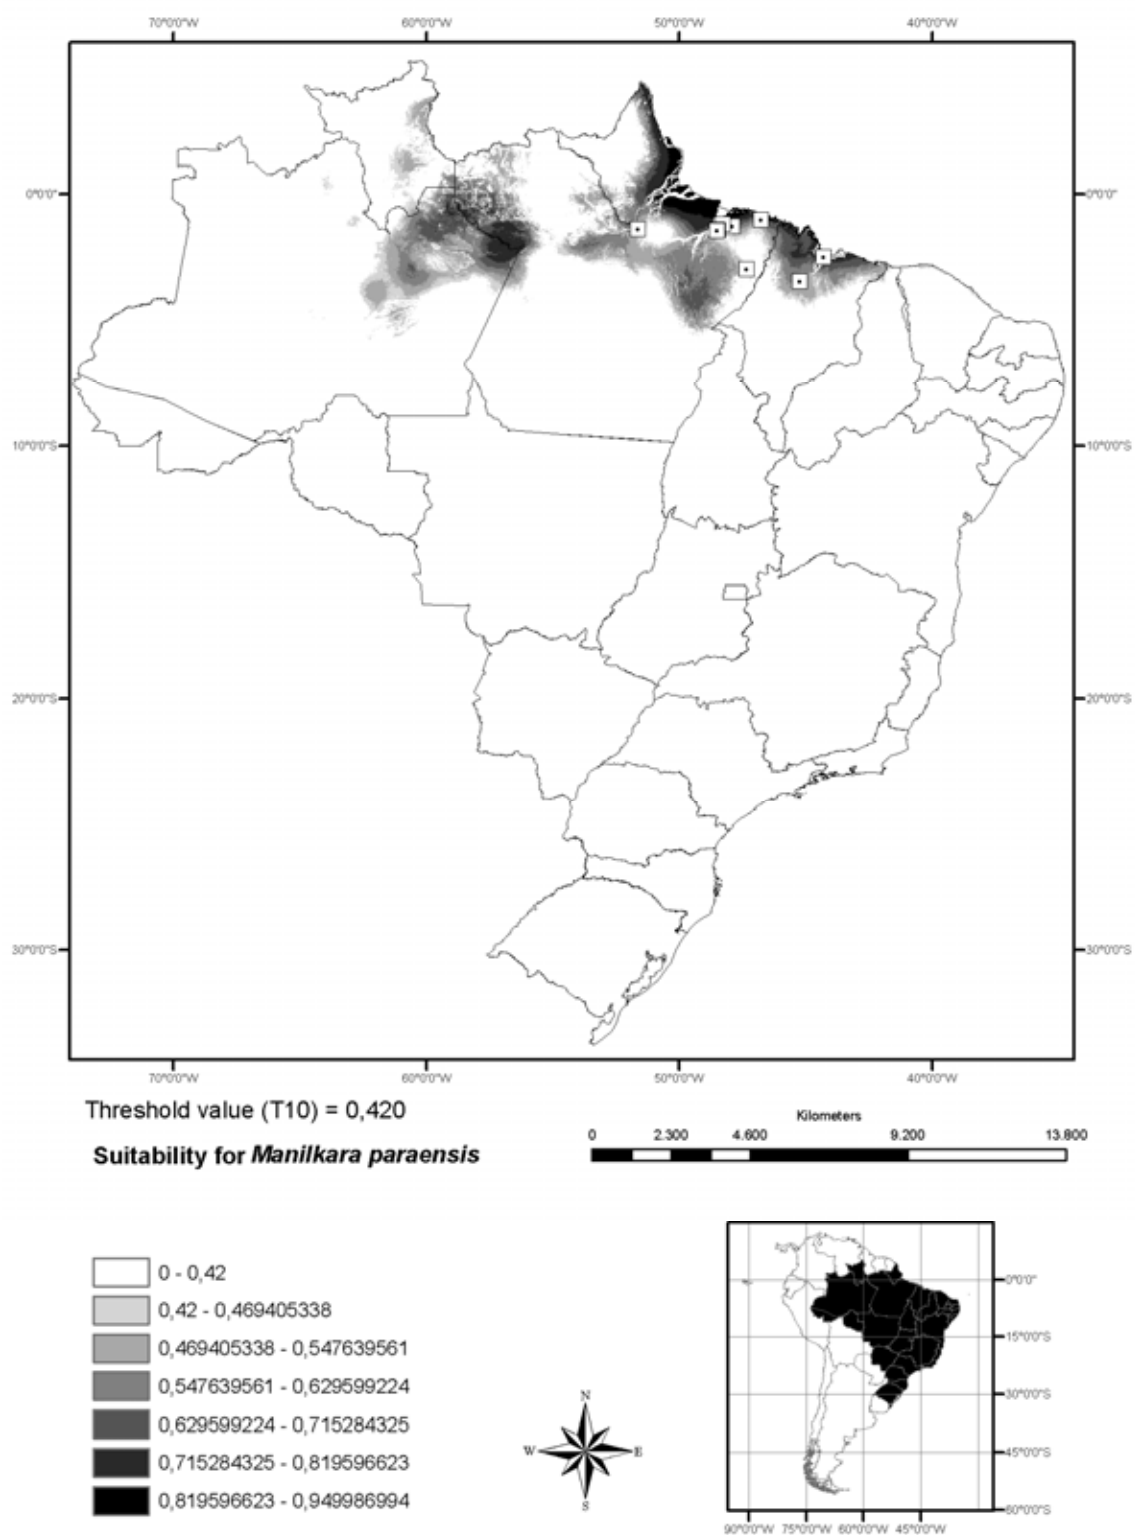 70°0'0"W 60°0'0"W 50°0'0"W 40°0'0"W
0°0'0" 0°0'0"
10°0'0"S 10°0'0"S
20°0'0"S 20°0'0"S
30°0'0"S 30°0'0"S
70°0'0"W 60°0'0"W 50°0'0"W 40°0'0"W
Threshold value (T10) = 0,420
Suitability for Manilkara paraensis
Kilometers
0 2.300 4.600 9.200 13.800
0 - 0,42
0,42 - 0,469405338
0,469405338 - 0,547639561
0,547639561 - 0,629599224
0,629599224 - 0,715284325
0,715284325 - 0,819596623
0,819596623 - 0,949986994
N
W E
S
0°0'0"
15°0'0"S
30°0'0"S
45°0'0"S
60°0'0"S
90°0'0"W 75°0'0"W 60°0'0"W 45°0'0"W